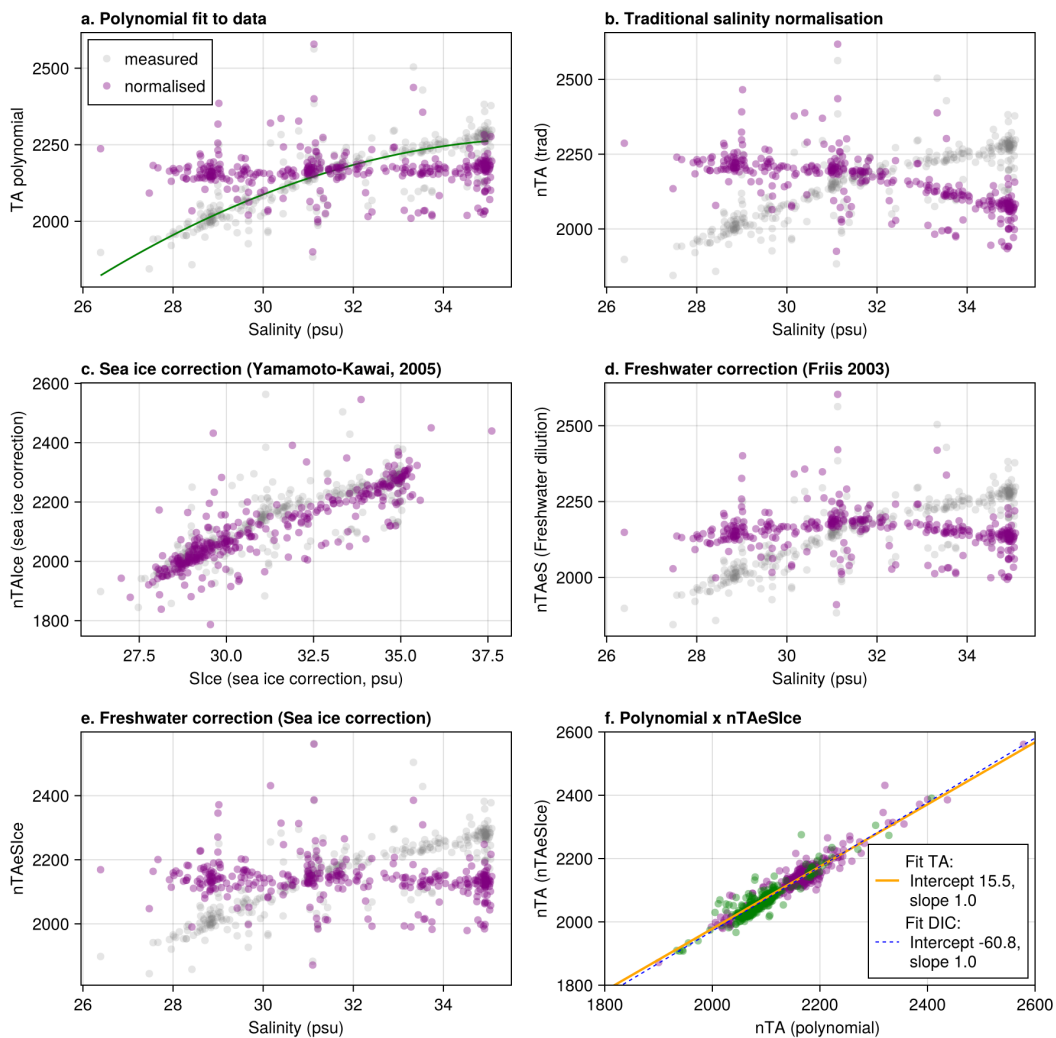 a. Polynomial fit to data
measured
normalised
2500
2250
2000
TA polynomial
26
28
30
32
34
Salinity (psu)
b. Traditional salinity normalisation
2500
2250
2000
nTA (trad)
26
28
30
32
34
Salinity (psu)
c. Sea ice correction (Yamamoto-Kawai, 2005)
2600
2400
2200
2000
1800
nTAIce (sea ice correction)
27.5
30.0
32.5
35.0
37.5
SIce (sea ice correction, psu)
d. Freshwater correction (Friis 2003)
2500
2250
2000
nTAeS (Freshwater dilution)
26
28
30
32
34
Salinity (psu)
e. Freshwater correction (Sea ice correction)
2400
2200
2000
nTAeSIce
26
28
30
32
34
Salinity (psu)
f. Polynomial x nTAeSIce
2600
2400
2200
2000
1800
nTA (nTAeSIce)
Fit TA:
Intercept 15.5,
slope 1.0
Fit DIC:
Intercept -60.8,
slope 1.0
1800
2000
2200
2400
2600
nTA (polynomial)